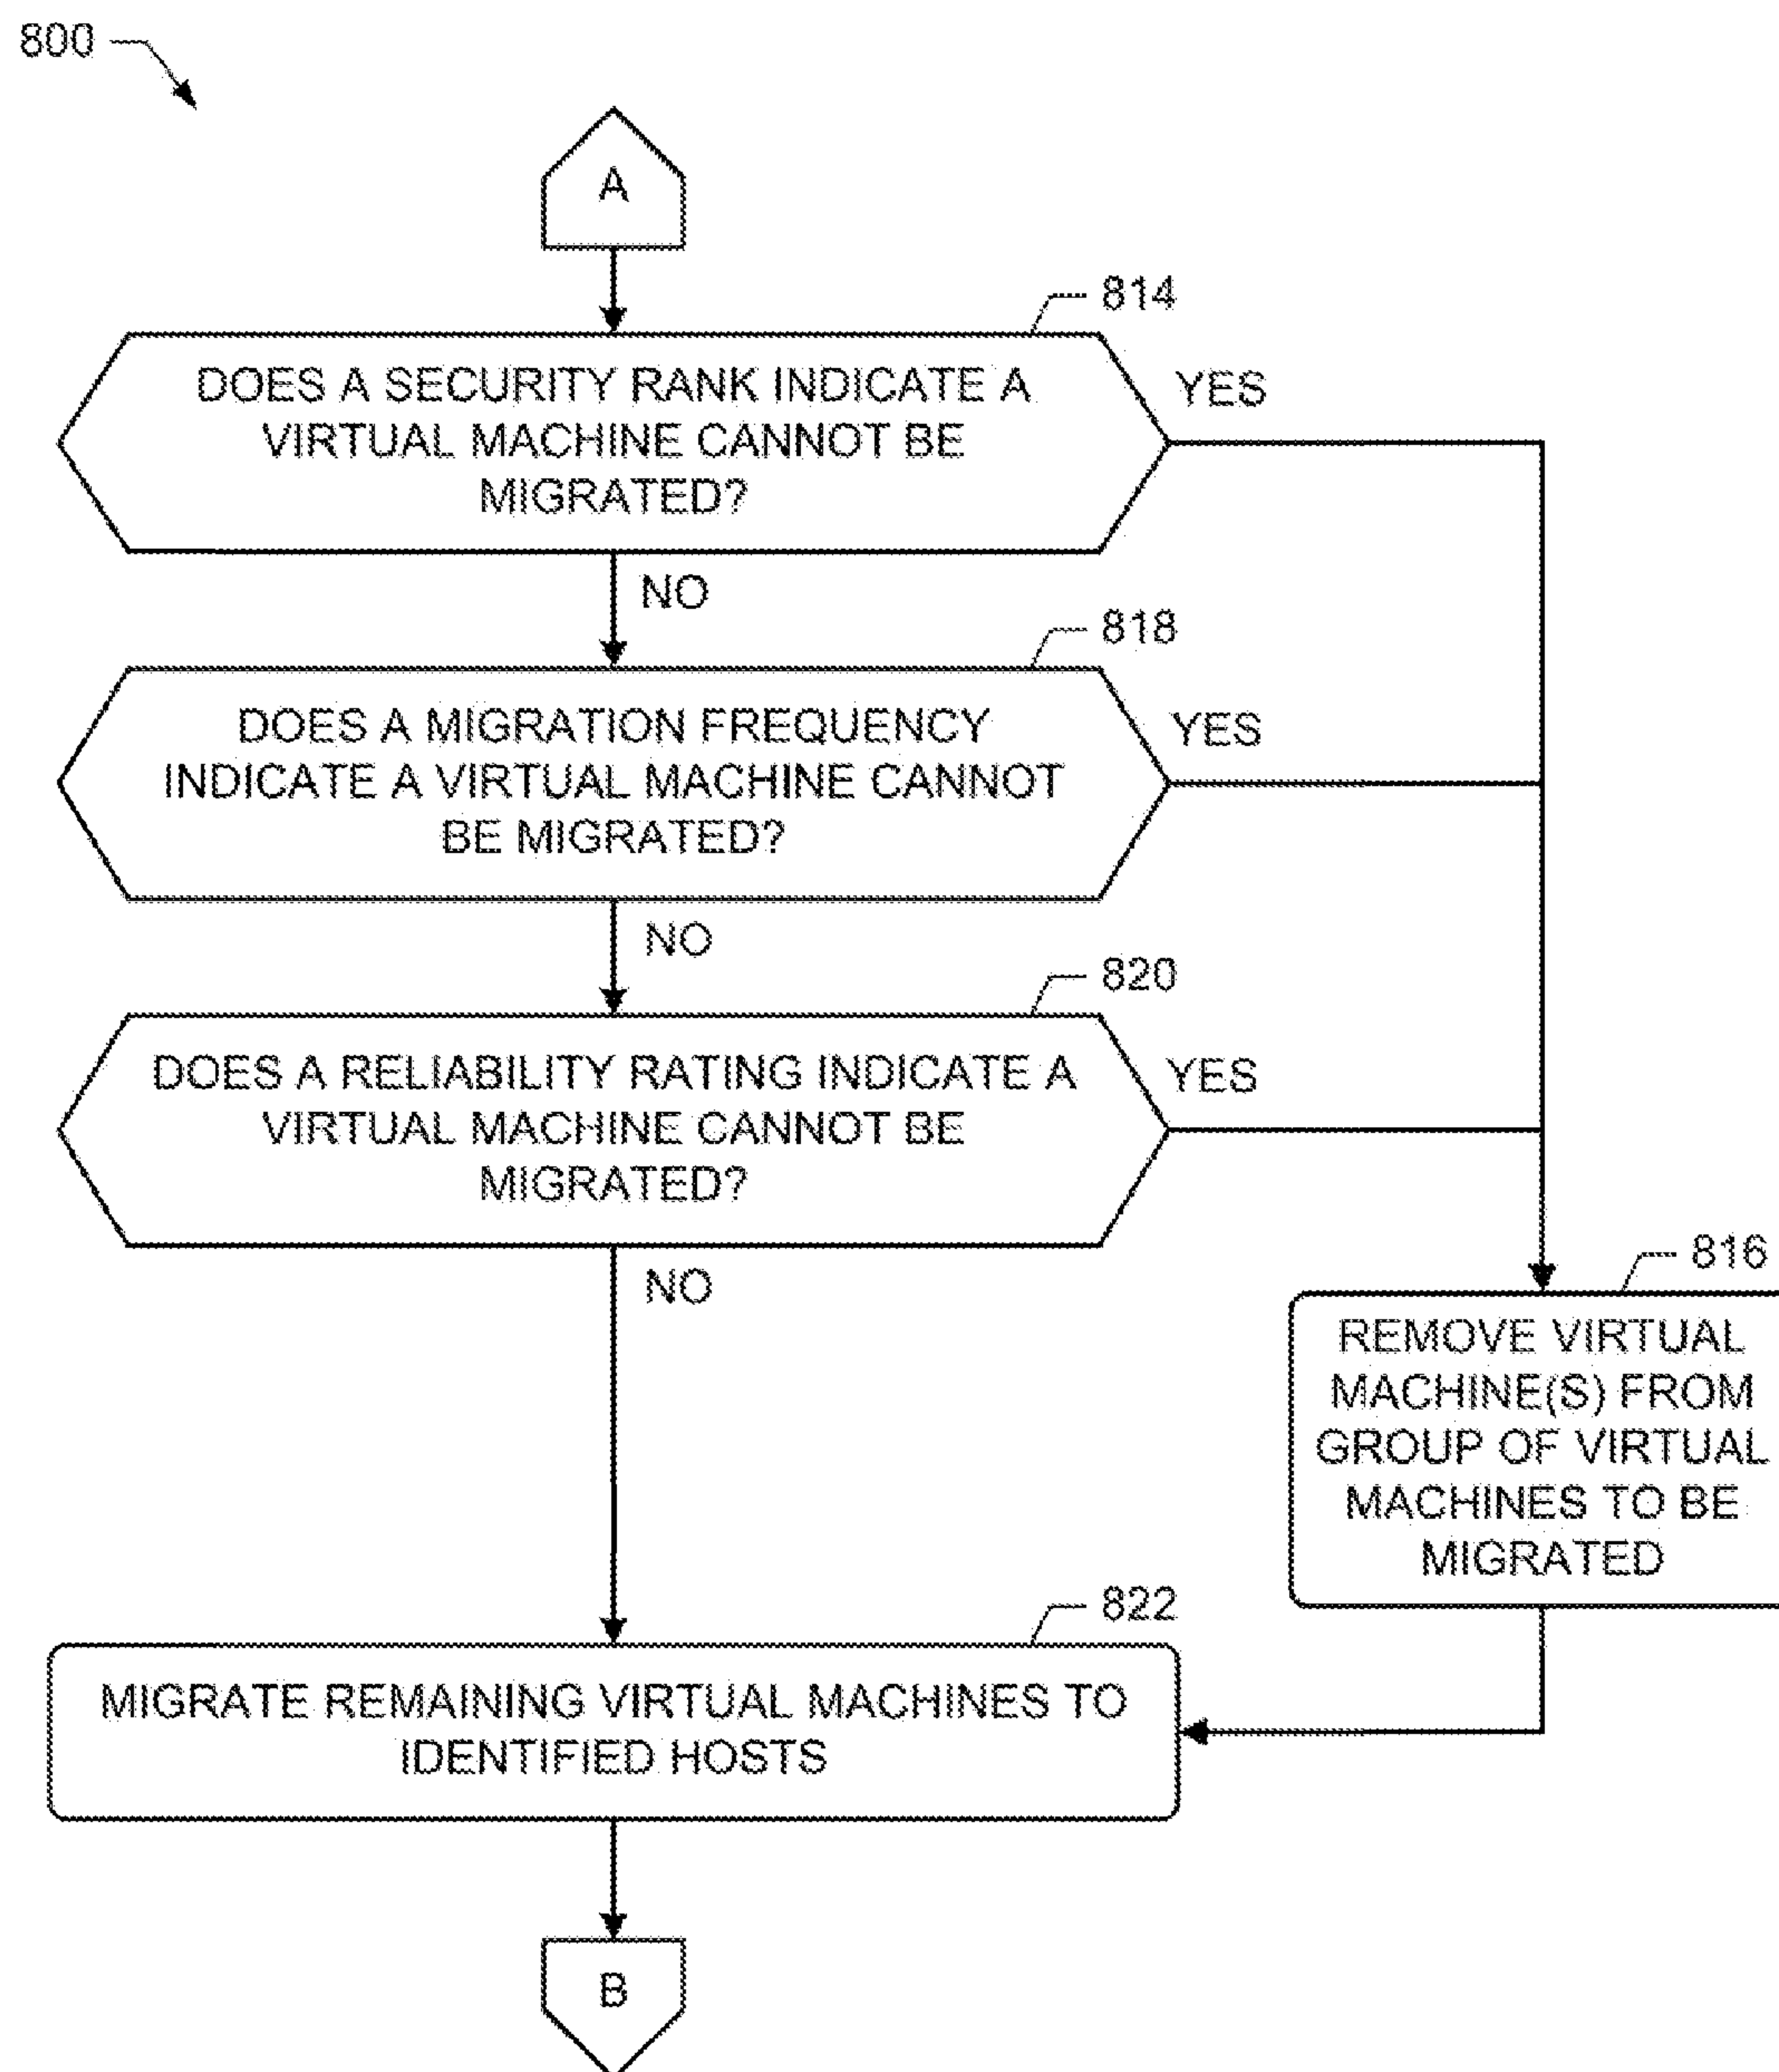 800
A
814
DOES A SECURITY RANK INDICATE A
VIRTUAL MACHINE CANNOT BE
MIGRATED?
YES
NO
818
DOES A MIGRATION FREQUENCY
INDICATE A VIRTUAL MACHINE CANNOT
BE MIGRATED?
YES
NO
820
DOES A RELIABILITY RATING INDICATE A
VIRTUAL MACHINE CANNOT BE
MIGRATED?
YES
NO
816
REMOVE VIRTUAL
MACHINE(S) FROM
GROUP OF VIRTUAL
MACHINES TO BE
MIGRATED
822
MIGRATE REMAINING VIRTUAL MACHINES TO
IDENTIFIED HOSTS
B